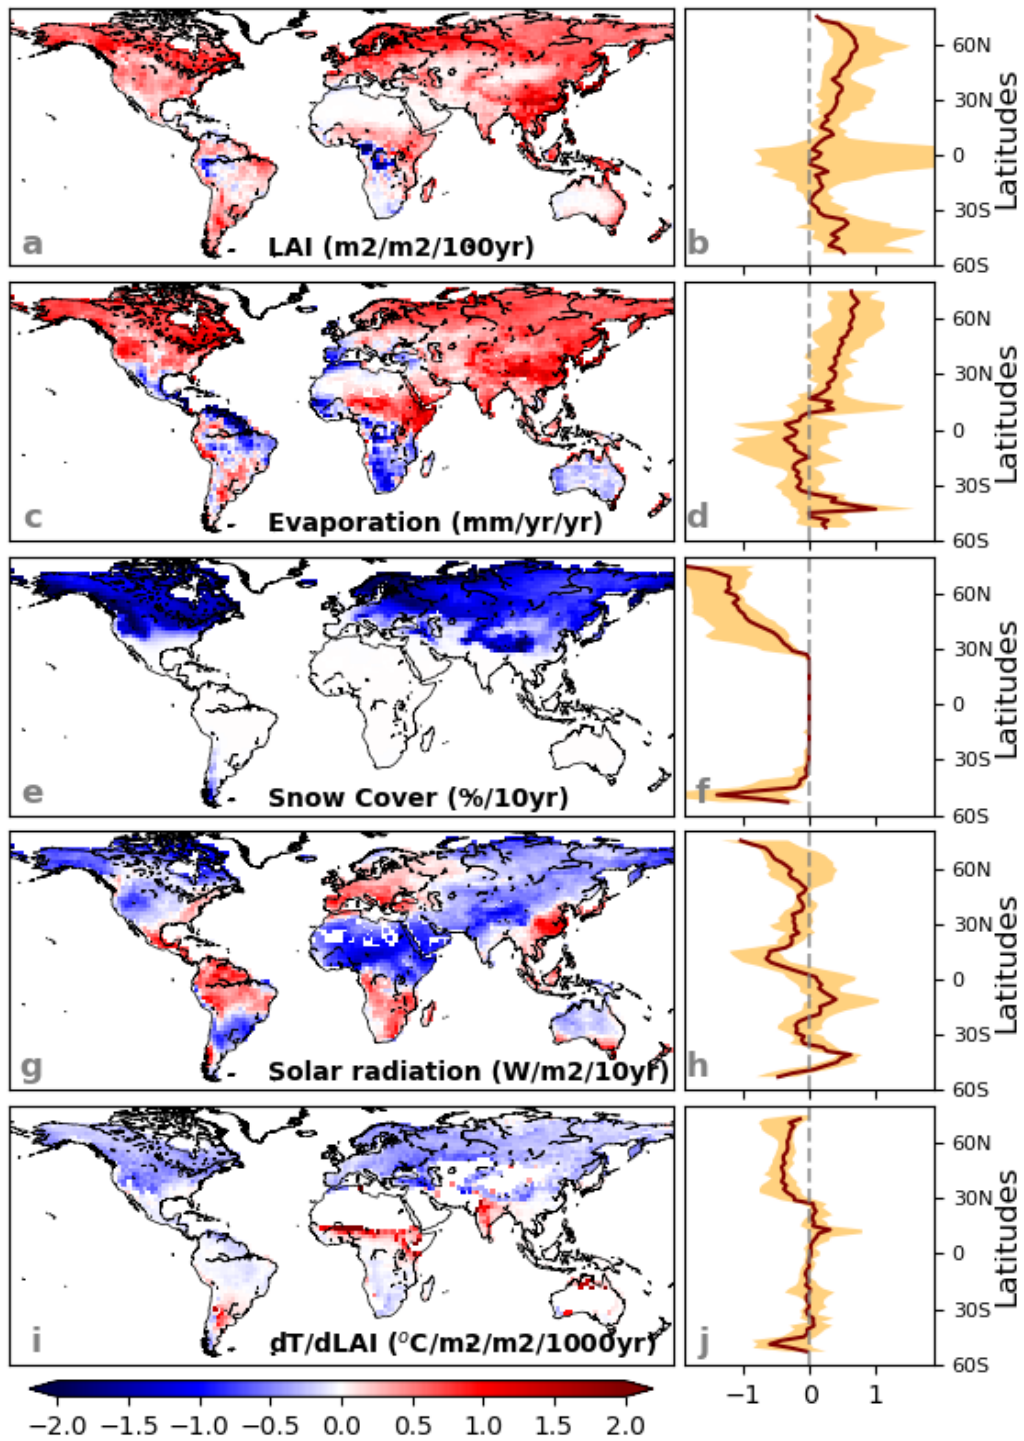 60N
30N
0
30S
60S
Latitudes
a
LAI (m2/m2/100yr)
b
60N
30N
0
30S
60S
Latitudes
c
Evaporation (mm/yr/yr)
d
60N
30N
0
30S
60S
Latitudes
e
Snow Cover (%/10yr)
f
60N
30N
0
30S
60S
Latitudes
g
Solar radiation (W/m2/10yr)
h
60N
30N
0
30S
60S
Latitudes
i
dT/dLAI (°C/m2/m2/1000yr)
j
−2.0 −1.5 −1.0 −0.5 0.0 0.5 1.0 1.5 2.0
−1 0 1